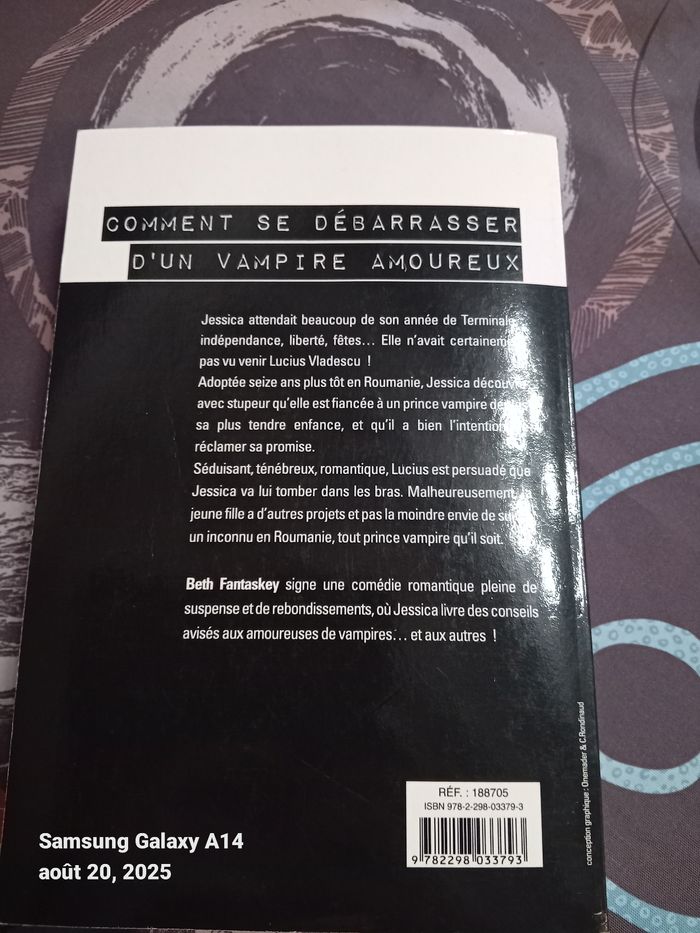 COMMENT SE DÉBARRASSER
D'UN VAMPIRE AMOUREUX
Jessica attendait beaucoup de son année de Terminale
indépendance, liberté, fêtes... Elle n'avait certainement
pas vu venir Lucius Vladescu !
Adoptée seize ans plus tôt en Roumanie, Jessica découvre
avec stupeur qu'elle est fiancée à un prince vampire depuis
sa plus tendre enfance, et qu'il a bien l'intention
réclamer sa promise.
Séduisant, ténébreux, romantique, Lucius est persuadé que
Jessica va lui tomber dans les bras. Malheureusement, la
jeune fille a d'autres projets et pas la moindre envie de
un inconnu en Roumanie, tout prince vampire qu'il soit.
Beth Fantaskey signe une comédie romantique pleine de
suspense et de rebondissements, où Jessica livre des conseils
avisés aux amoureuses de vampires... et aux autres !
conception graphique : Onemader & C.Rondinaud
RÉF. : 188705
ISBN 978-2-298-03379-3
9 782298 033793
Samsung Galaxy A14
août 20, 2025